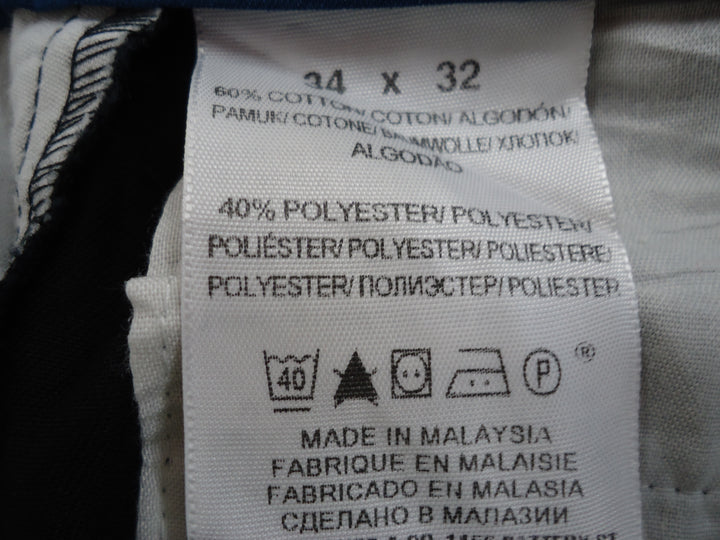 34 x 32
60% COTTON/ COTON/ ALGODÓN/
PAMUK/ COTONE/ BAUMWOLLE/ ХЛОПОК/
ALGODAO
40% POLYESTER/ POLYESTER/
POLIÉSTER/ POLYESTER/ POLIESTERE/
POLYESTER/ ПОЛИЭСТЕР/ POLIESTER
40 P ®
MADE IN MALAYSIA
FABRIQUE EN MALAISIE
FABRICADO EN MALASIA
СДЕЛАНО В МАЛАЗИИ